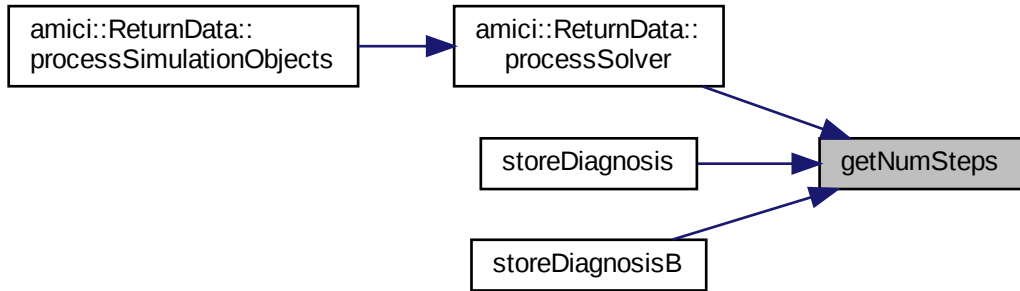 amici::ReturnData::
processSimulationObjects
amici::ReturnData::
processSolver
storeDiagnosis
getNumSteps
storeDiagnosisB